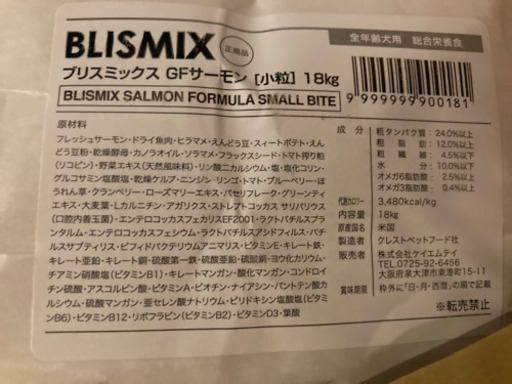 BLISMIX 正規品
全年齢犬用 総合栄養食
ブリスミックス GFサーモン [小粒] 18kg
BLISMIX SALMON FORMULA SMALL BITE
9 999999 900181
原材料
フレッシュサーモン・ドライ魚肉・ヒラマメ・えんどう豆・スィートポテト・えん
どう豆粉・乾燥酵母・カノラオイル・ソラマメ・フラックスシード・トマト搾り粕
(リコピン)・野菜エキス(天然風味料)・リン酸二カルシウム・塩・塩化コリン・
グルコサミン塩酸塩・乾燥ケルプ・ニンジン・リンゴ・トマト・ブルーベリー・ほ
うれん草・クランベリー・ローズマリーエキス・パセリフレーク・グリーンティ
エキス・大麦葉・Lカルニチン・アガリクス・ストレプトコッカス サリバリウス
(口腔内善玉菌)・エンテロコッカスフェカリスEF2001・ラクトバチルスプラ
ンタルム・エンテロコッカスフェシウム・ラクトバチルスアシドフィルス・バチ
ルスサブティリス・ビフィドバクテリウムアニマリス・ビタミンE・キレート鉄・
キレート亜鉛・キレート銅・硫酸第一鉄・硫酸亜鉛・硫酸銅・ヨウ化カリウム・
チアミン硝酸塩(ビタミンB1)・キレートマンガン・酸化マンガン・コンドロイ
チン硫酸・アスコルビン酸・ビタミンA・ビオチン・ナイアシン・パントテン酸カ
ルシウム・硫酸マンガン・亜セレン酸ナトリウム・ピリドキシン塩酸塩(ビタミン
B6)・ビタミンB12・リボフラビン(ビタミンB2)・ビタミンD3・葉酸
成分 粗タンパク質：24.0%以上
粗脂肪：12.0%以上
粗繊維：4.5%以下
水分：10.0%以下
オメガ6脂肪酸：2.5%以上
オメガ3脂肪酸：0.4%以上
代謝カロリー 3,480kcal/kg
内容量 18kg
原産国 米国
製造者 クレストペットフード社
販売者 株式会社ケイエムテイ
TEL.0725-92-6456
大阪府泉大津市東港町15-11
賞味期限 枠外に「日・月・西暦」の順で記載
※転売禁止